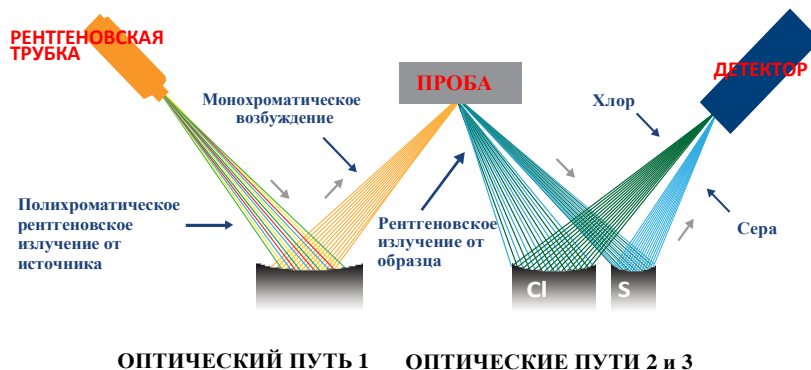 РЕНТГЕНОВСКАЯ
ТРУБКА
Монохроматическое
возбуждение
ПРОБА
Хлор
ДЕТЕКТОР
Полихроматическое
рентгеновское
излучение от
источника
Рентгеновское
излучение от
образца
Сера
Cl
S
ОПТИЧЕСКИЙ ПУТЬ 1
ОПТИЧЕСКИЕ ПУТИ 2 и 3